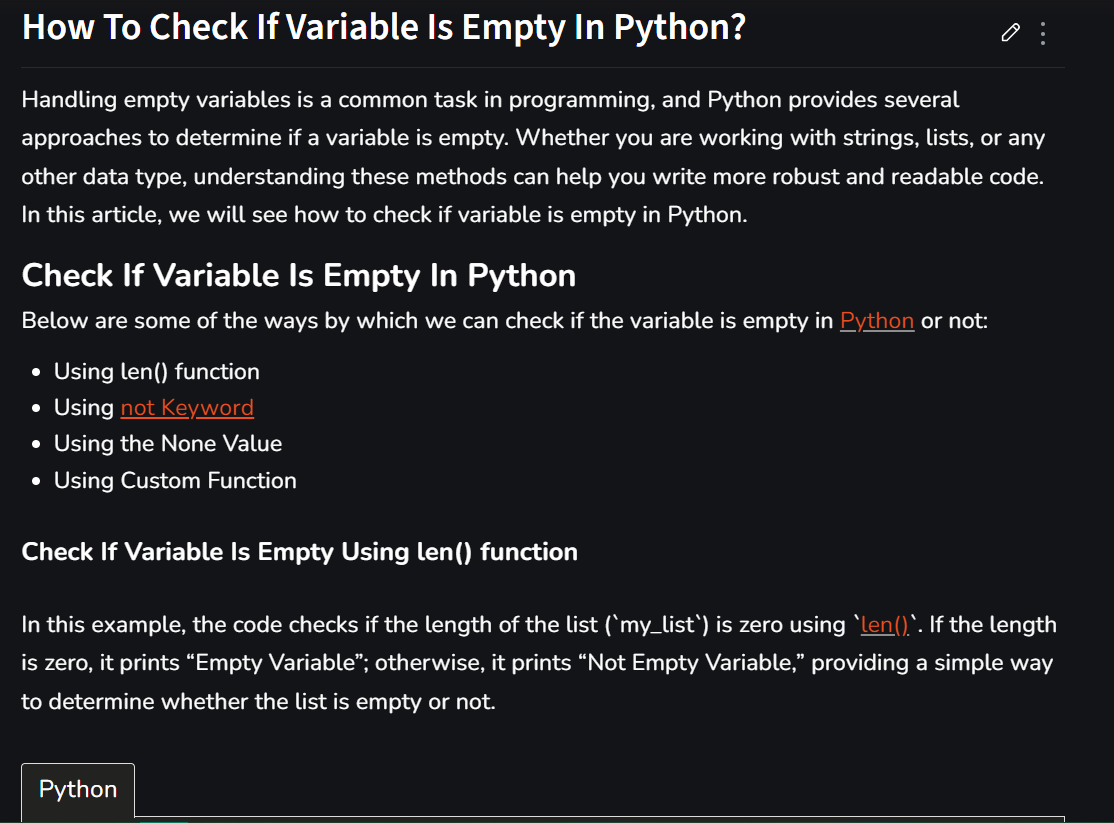 How To Check If Variable Is Empty In Python?
Handling empty variables is a common task in programming, and Python provides several
approaches to determine if a variable is empty. Whether you are working with strings, lists, or any
other data type, understanding these methods can help you write more robust and readable code.
In this article, we will see how to check if variable is empty in Python.
Check If Variable Is Empty In Python
Below are some of the ways by which we can check if the variable is empty in Python or not:
• Using len() function
• Using not Keyword
• Using the None Value
• Using Custom Function
Check If Variable Is Empty Using len() function
In this example, the code checks if the length of the list (`my_list`) is zero using `len()`. If the length
is zero, it prints “Empty Variable”; otherwise, it prints “Not Empty Variable,” providing a simple way
to determine whether the list is empty or not.
Python